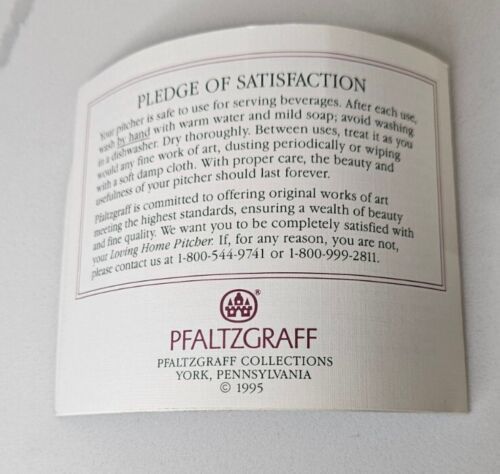 PLEDGE OF SATISFACTION
Your pitcher is safe to use for serving beverages. After each use,
wash by hand with warm water and mild soap; avoid washing
in a dishwasher. Dry thoroughly. Between uses, treat it as you
would any fine work of art, dusting periodically or wiping
with a soft damp cloth. With proper care, the beauty and
usefulness of your pitcher should last forever.
Pfaltzgraff is committed to offering original works of art
meeting the highest standards, ensuring a wealth of beauty
and fine quality. We want you to be completely satisfied with
your Loving Home Pitcher. If, for any reason, you are not,
please contact us at 1-800-544-9741 or 1-800-999-2811.
®
PFALTZGRAFF
PFALTZGRAFF COLLECTIONS
YORK, PENNSYLVANIA
© 1995